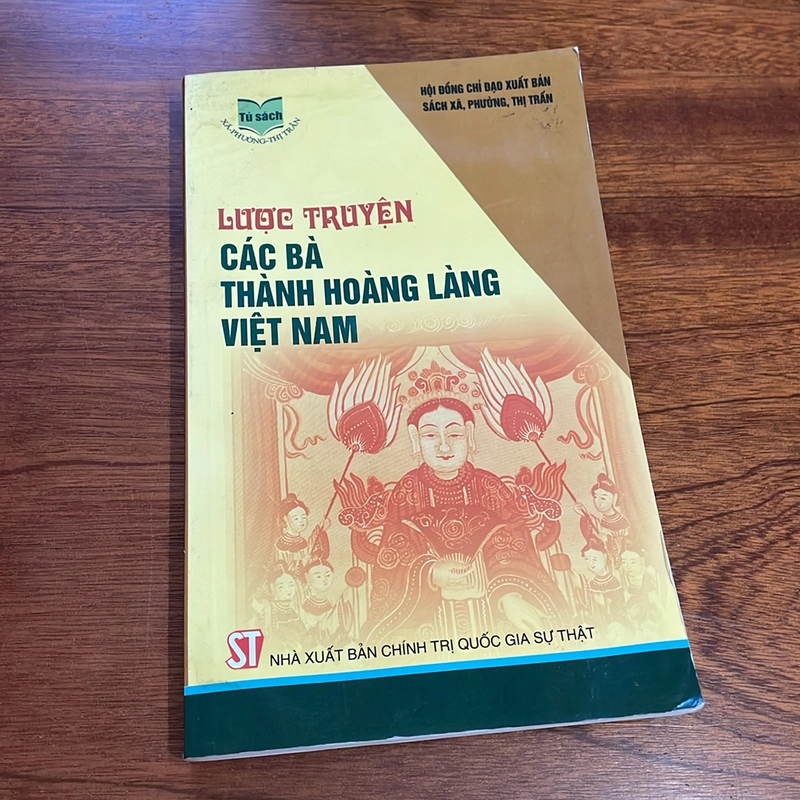 Tủ sách
XÃ-PHƯỜNG-THỊ TRẤN
HỘI ĐỒNG CHỈ ĐẠO XUẤT BẢN
SÁCH XÃ, PHƯỜNG, THỊ TRẤN
LƯỢC TRUYỆN
CÁC BÀ
THÀNH HOÀNG LÀNG
VIỆT NAM
ST NHÀ XUẤT BẢN CHÍNH TRỊ QUỐC GIA SỰ THẬT